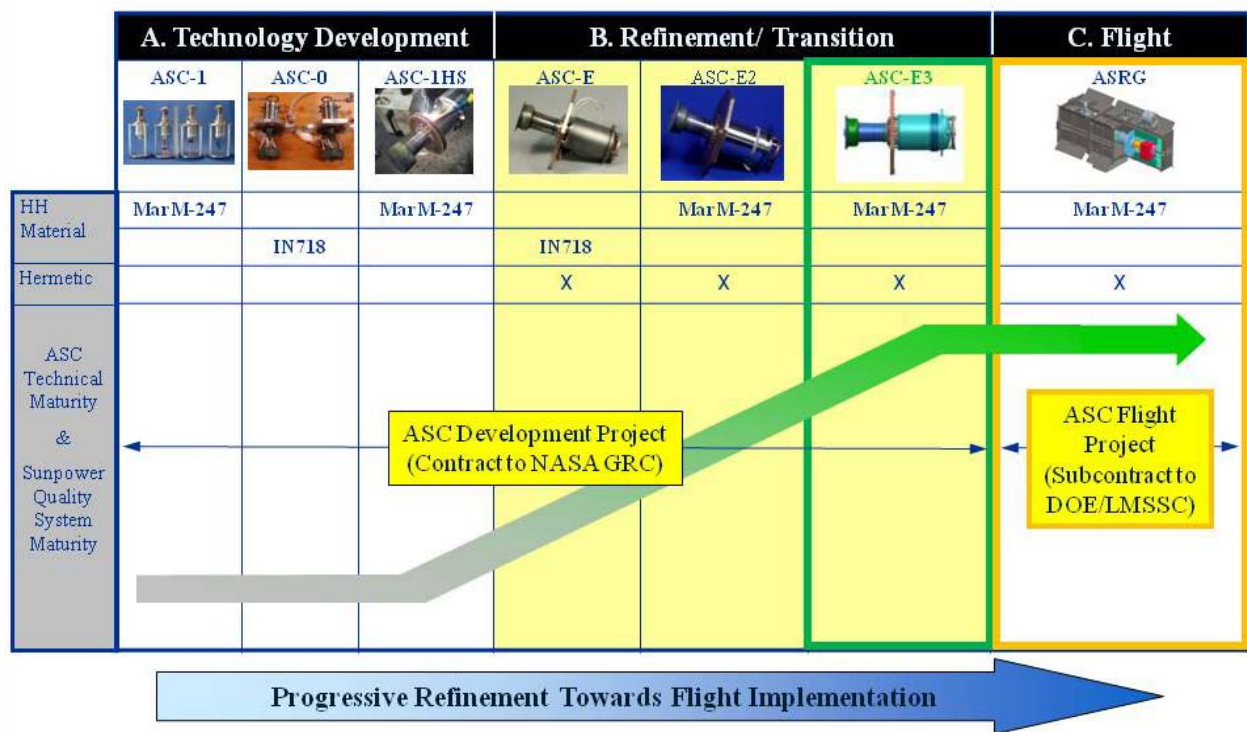 A. Technology Development
B. Refinement/ Transition
C. Flight
ASC-1
ASC-0
ASC-1HS
ASC-E
ASC-E2
ASC-E3
ASRG
HH
Material
MarM-247
MarM-247
MarM-247
MarM-247
MarM-247
IN718
IN718
Hermetic
X
X
X
X
ASC
Technical
Maturity
&
Sunpower
Quality
System
Maturity
ASC Development Project
(Contract to NASA GRC)
ASC Flight
Project
(Subcontract to
DOE/LMSSC)
Progressive Refinement Towards Flight Implementation